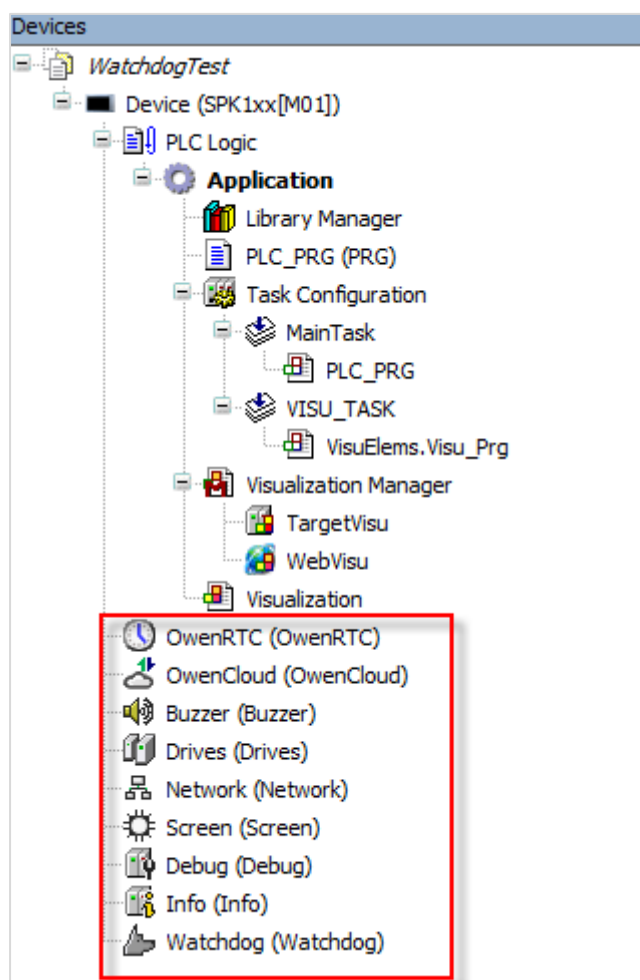 Devices
WatchdogTest
Device (SPK1xx[M01])
PLC Logic
Application
Library Manager
PLC_PRG (PRG)
Task Configuration
MainTask
PLC_PRG
VISU_TASK
VisuElems.Visu_Prg
Visualization Manager
TargetVisu
WebVisu
Visualization
OwenRTC (OwenRTC)
OwenCloud (OwenCloud)
Buzzer (Buzzer)
Drives (Drives)
Network (Network)
Screen (Screen)
Debug (Debug)
Info (Info)
Watchdog (Watchdog)